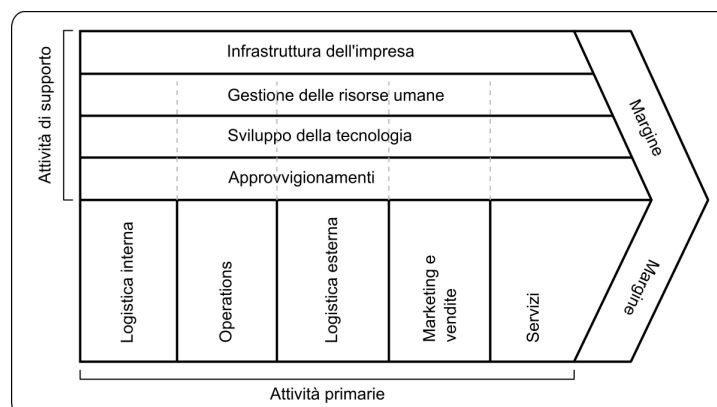 Attività di supporto
Infrastruttura dell'impresa
Gestione delle risorse umane
Sviluppo della tecnologia
Approvvigionamenti
Margine
Logistica interna
Operations
Logistica esterna
Marketing e
vendite
Servizi
Margine
Attività primarie